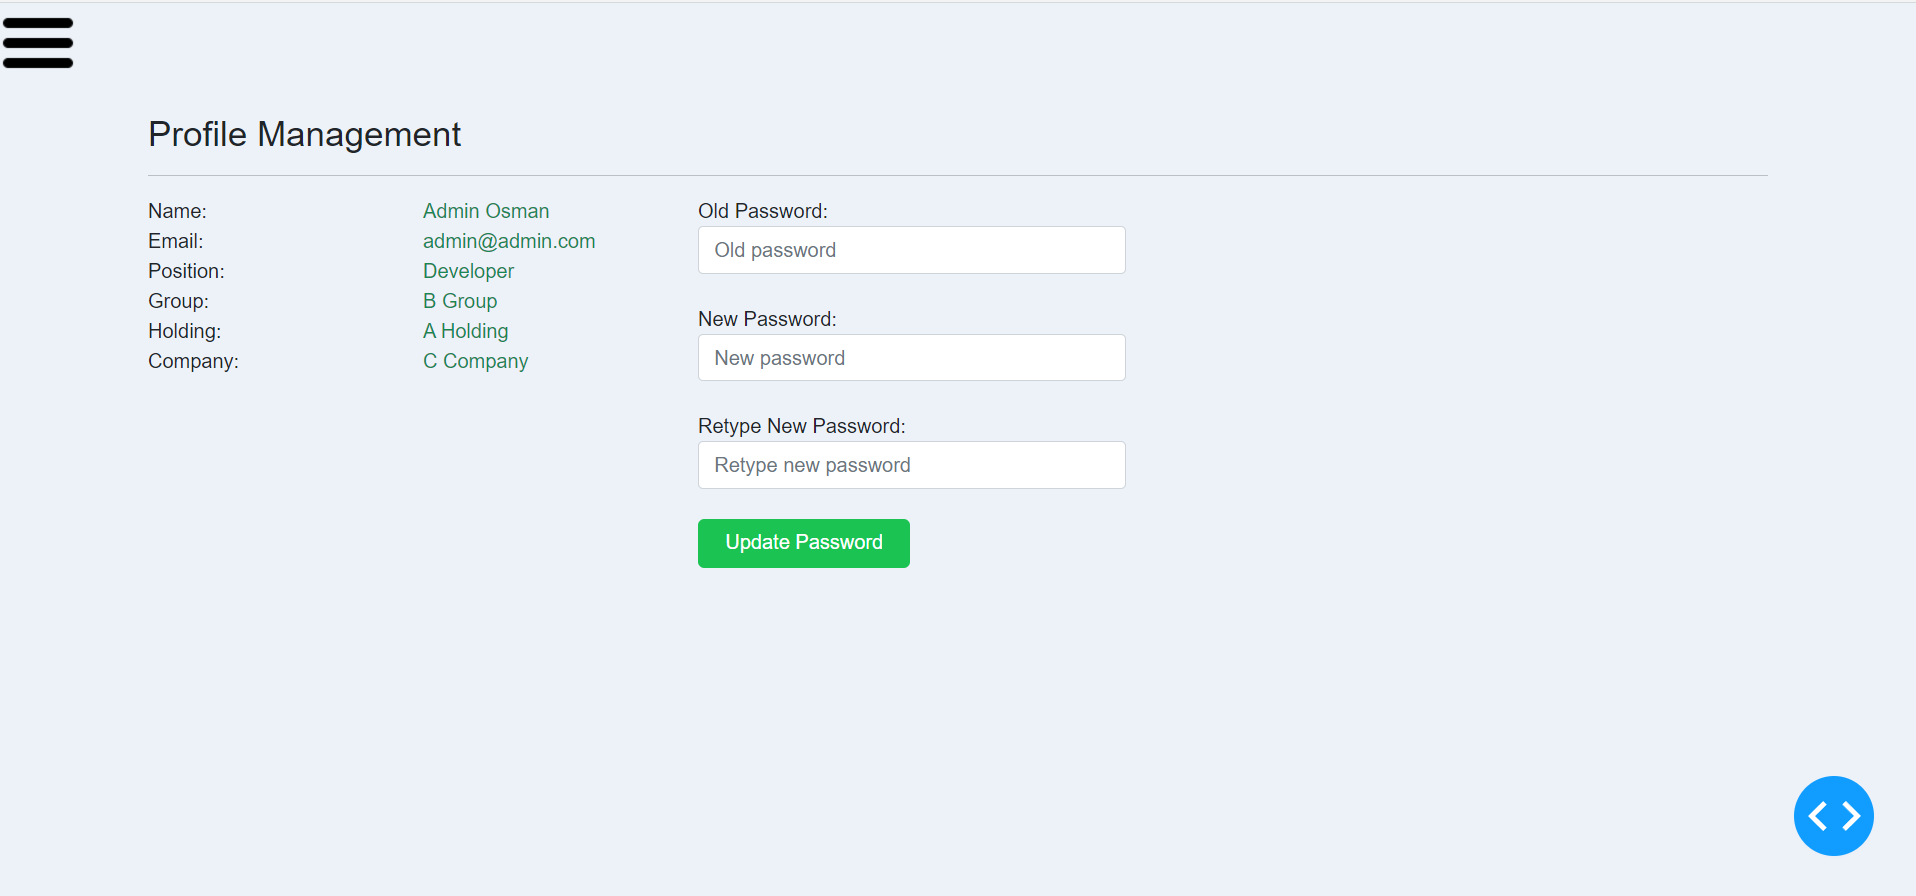 Profile Management
Name: Admin Osman
Email: admin@admin.com
Position: Developer
Group: B Group
Holding: A Holding
Company: C Company
Old Password:
Old password
New Password:
New password
Retype New Password:
Retype new password
Update Password